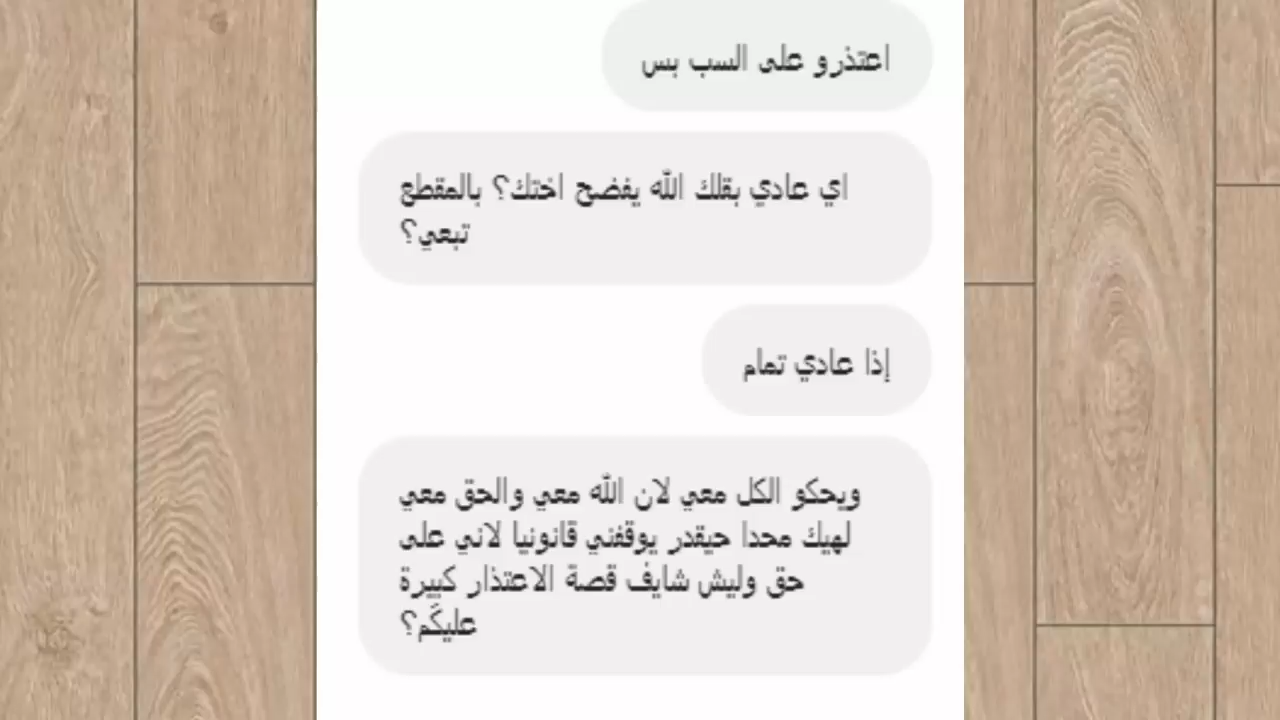 اعتذرو على السب بس
اي عادي بقلك الله يفضح اختك؟ بالمقطع
تبعي؟
إذا عادي تمام
ويحكو الكل معي لان الله معي والحق معي
لهيك محدا حيقدر يوقفني قانونيا لاني على
حق وليش شايف قصة الاعتذار كبيرة
عليكَم؟